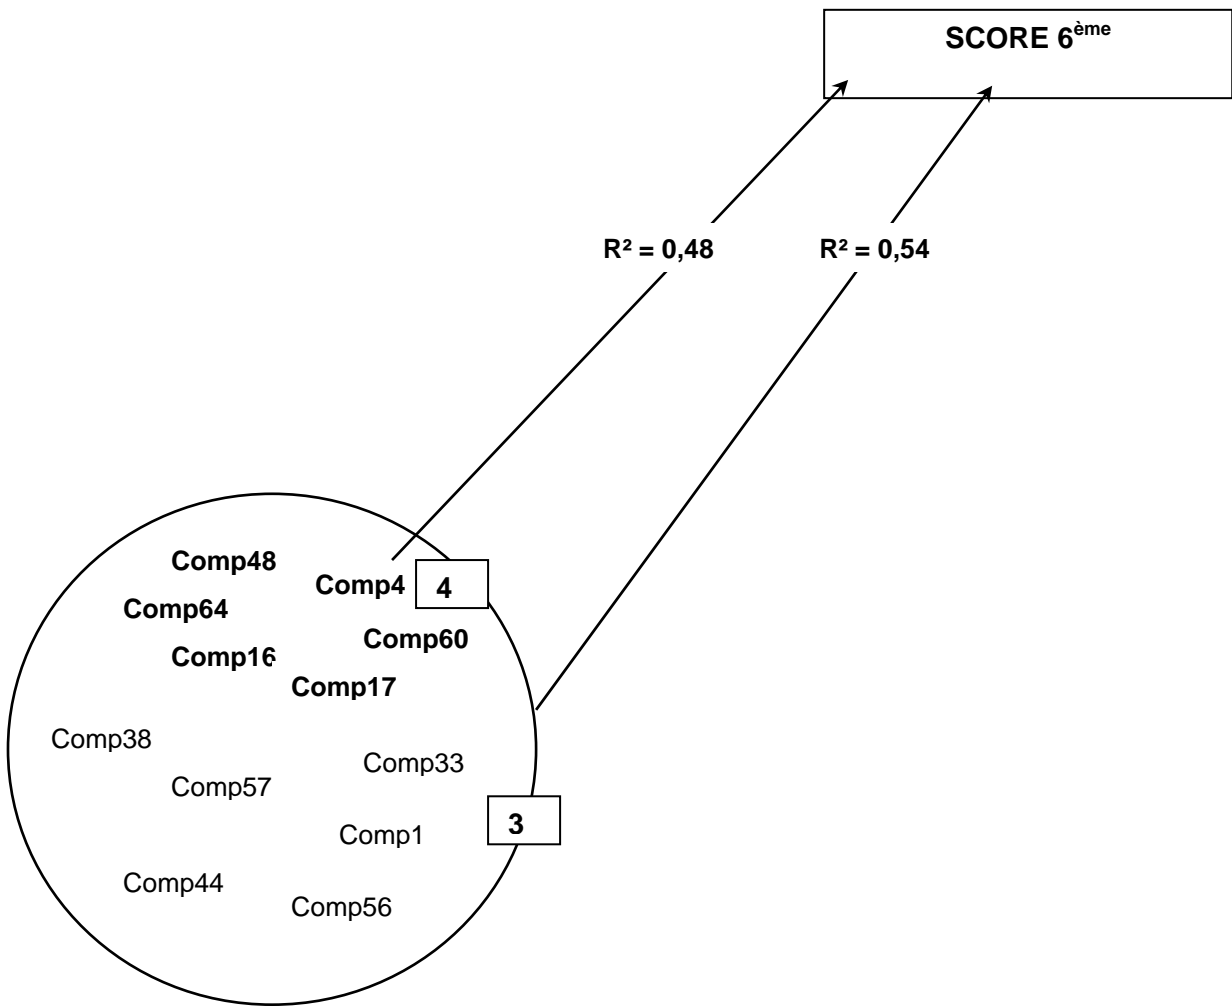 SCORE 6ème
R² = 0,48
R² = 0,54
Comp48
Comp4
4
Comp64
Comp60
Comp16
Comp17
Comp38
Comp33
Comp57
3
Comp1
Comp44
Comp56